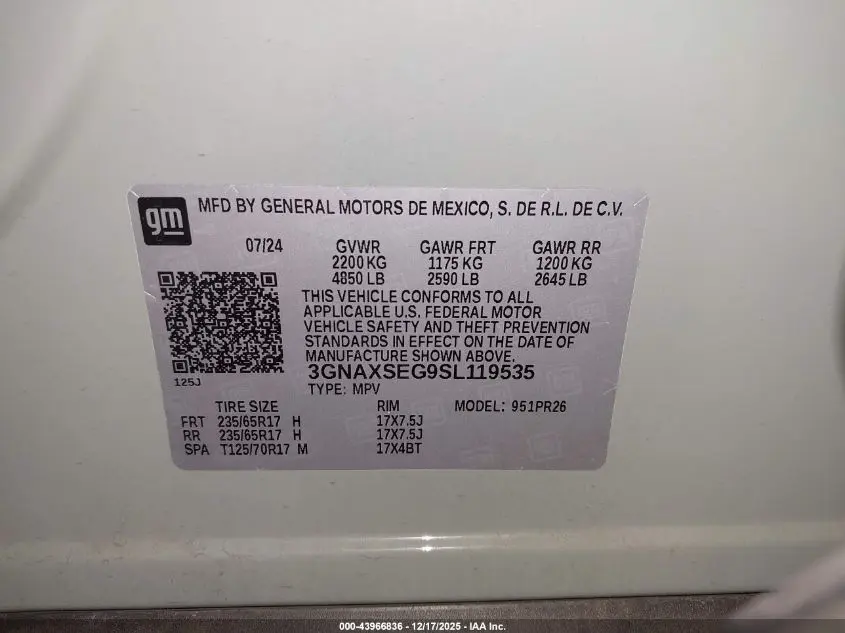 gm
MFD BY GENERAL MOTORS DE MEXICO, S. DE R.L. DE C.V.
07/24 GVWR GAWR FRT GAWR RR
2200 KG 1175 KG 1200 KG
4850 LB 2590 LB 2645 LB
THIS VEHICLE CONFORMS TO ALL
APPLICABLE U.S. FEDERAL MOTOR
VEHICLE SAFETY AND THEFT PREVENTION
STANDARDS IN EFFECT ON THE DATE OF
MANUFACTURE SHOWN ABOVE.
3GNAXSEG9SL119535
125J
TYPE: MPV
TIRE SIZE RIM MODEL: 951PR26
FRT 235/65R17 H 17X7.5J
RR 235/65R17 H 17X7.5J
SPA T125/70R17 M 17X4BT
000-43966836 - 12/17/2025 - IAA Inc.